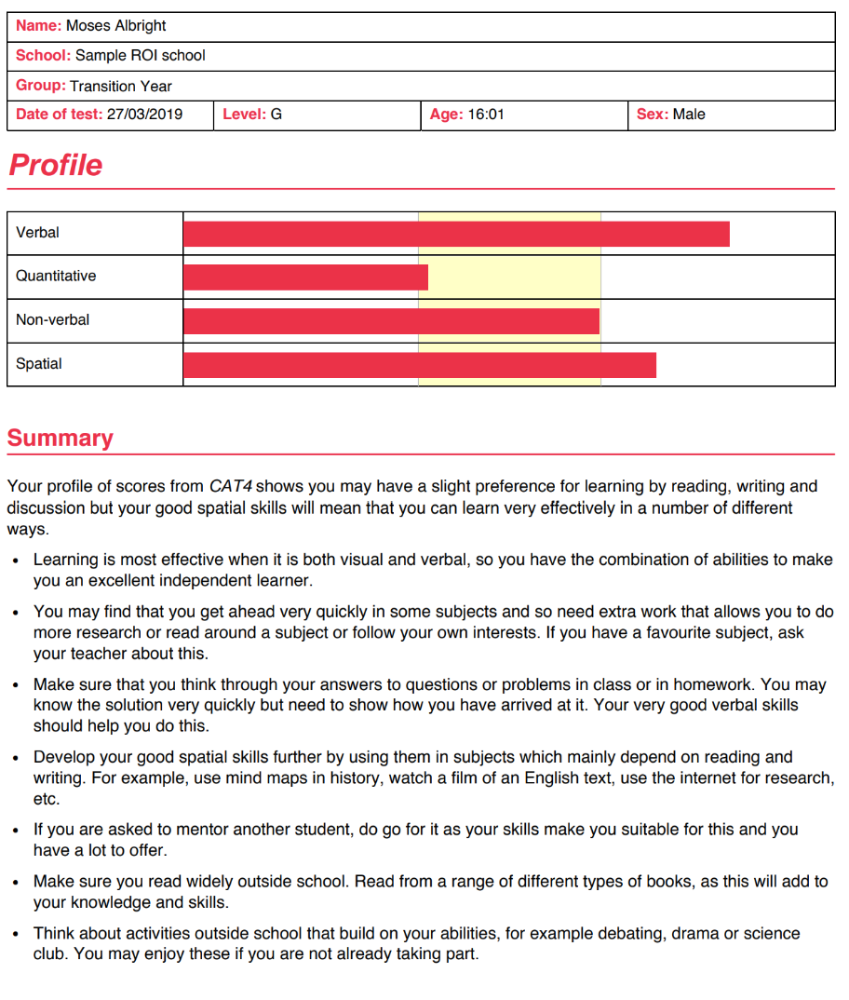 Name: Moses Albright
School: Sample ROI school
Group: Transition Year
Date of test: 27/03/2019 Level: G Age: 16:01 Sex: Male
Profile
Verbal
Quantitative
Non-verbal
Spatial
Summary
Your profile of scores from CAT4 shows you may have a slight preference for learning by reading, writing and
discussion but your good spatial skills will mean that you can learn very effectively in a number of different
ways.
• Learning is most effective when it is both visual and verbal, so you have the combination of abilities to make
you an excellent independent learner.
• You may find that you get ahead very quickly in some subjects and so need extra work that allows you to do
more research or read around a subject or follow your own interests. If you have a favourite subject, ask
your teacher about this.
• Make sure that you think through your answers to questions or problems in class or in homework. You may
know the solution very quickly but need to show how you have arrived at it. Your very good verbal skills
should help you do this.
• Develop your good spatial skills further by using them in subjects which mainly depend on reading and
writing. For example, use mind maps in history, watch a film of an English text, use the internet for research,
etc.
• If you are asked to mentor another student, do go for it as your skills make you suitable for this and you
have a lot to offer.
• Make sure you read widely outside school. Read from a range of different types of books, as this will add to
your knowledge and skills.
• Think about activities outside school that build on your abilities, for example debating, drama or science
club. You may enjoy these if you are not already taking part.